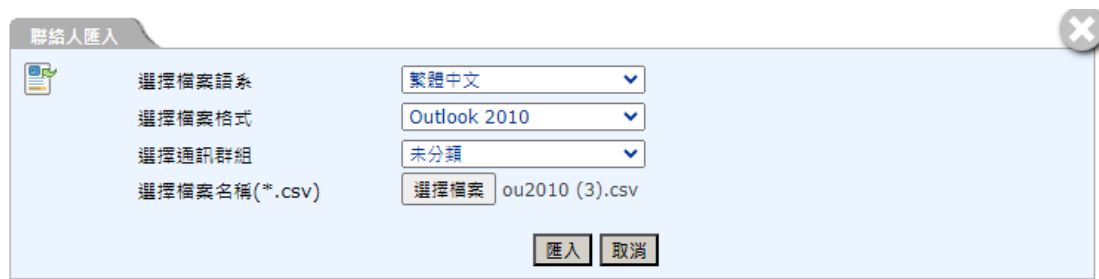 聯絡人匯入
選擇檔案語系 繁體中文
選擇檔案格式 Outlook 2010
選擇通訊群組 未分類
選擇檔案名稱(*.csv) 選擇檔案 ou2010 (3).csv
匯入 取消